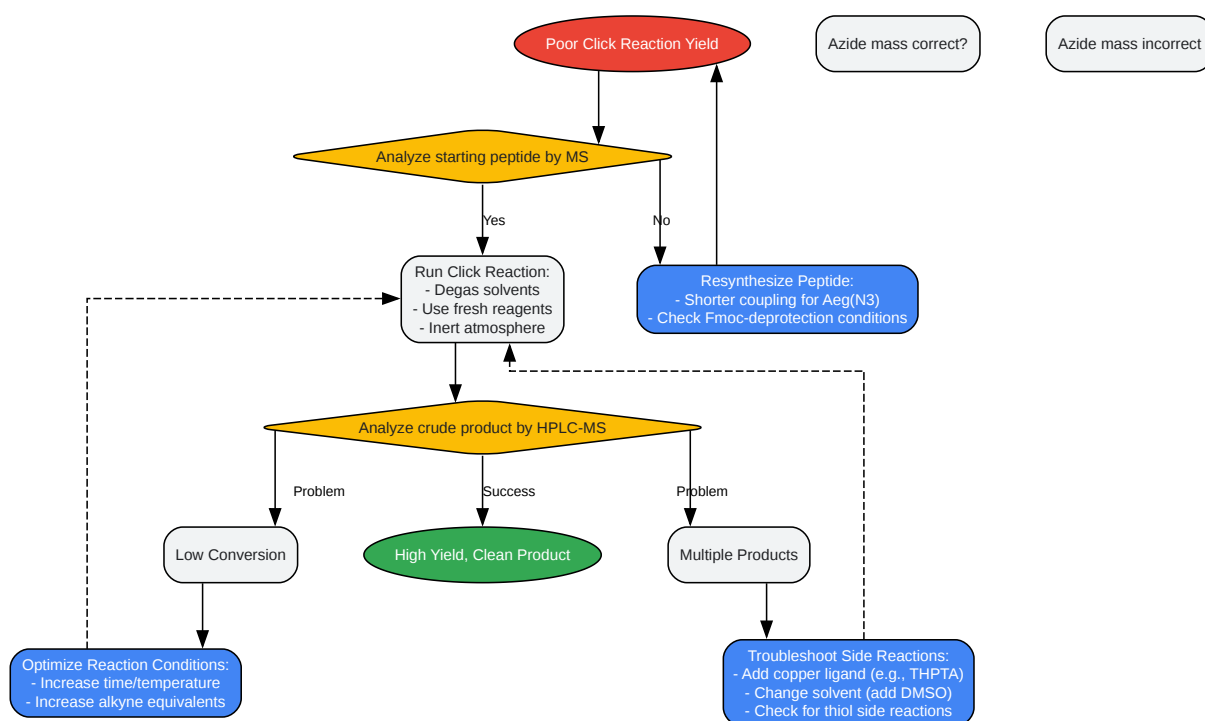 Poor Click Reaction Yield
Azide mass correct?
Azide mass incorrect
Analyze starting peptide by MS
Yes
No
Run Click Reaction:
- Degas solvents
- Use fresh reagents
- Inert atmosphere
Resynthesize Peptide:
- Shorter coupling for Aeg(N3)
- Check Fmoc-deprotection conditions
Analyze crude product by HPLC-MS
Problem
Success
Problem
Low Conversion
High Yield, Clean Product
Multiple Products
Optimize Reaction Conditions:
- Increase time/temperature
- Increase alkyne equivalents
Troubleshoot Side Reactions:
- Add copper ligand (e.g., THPTA)
- Change solvent (add DMSO)
- Check for thiol side reactions